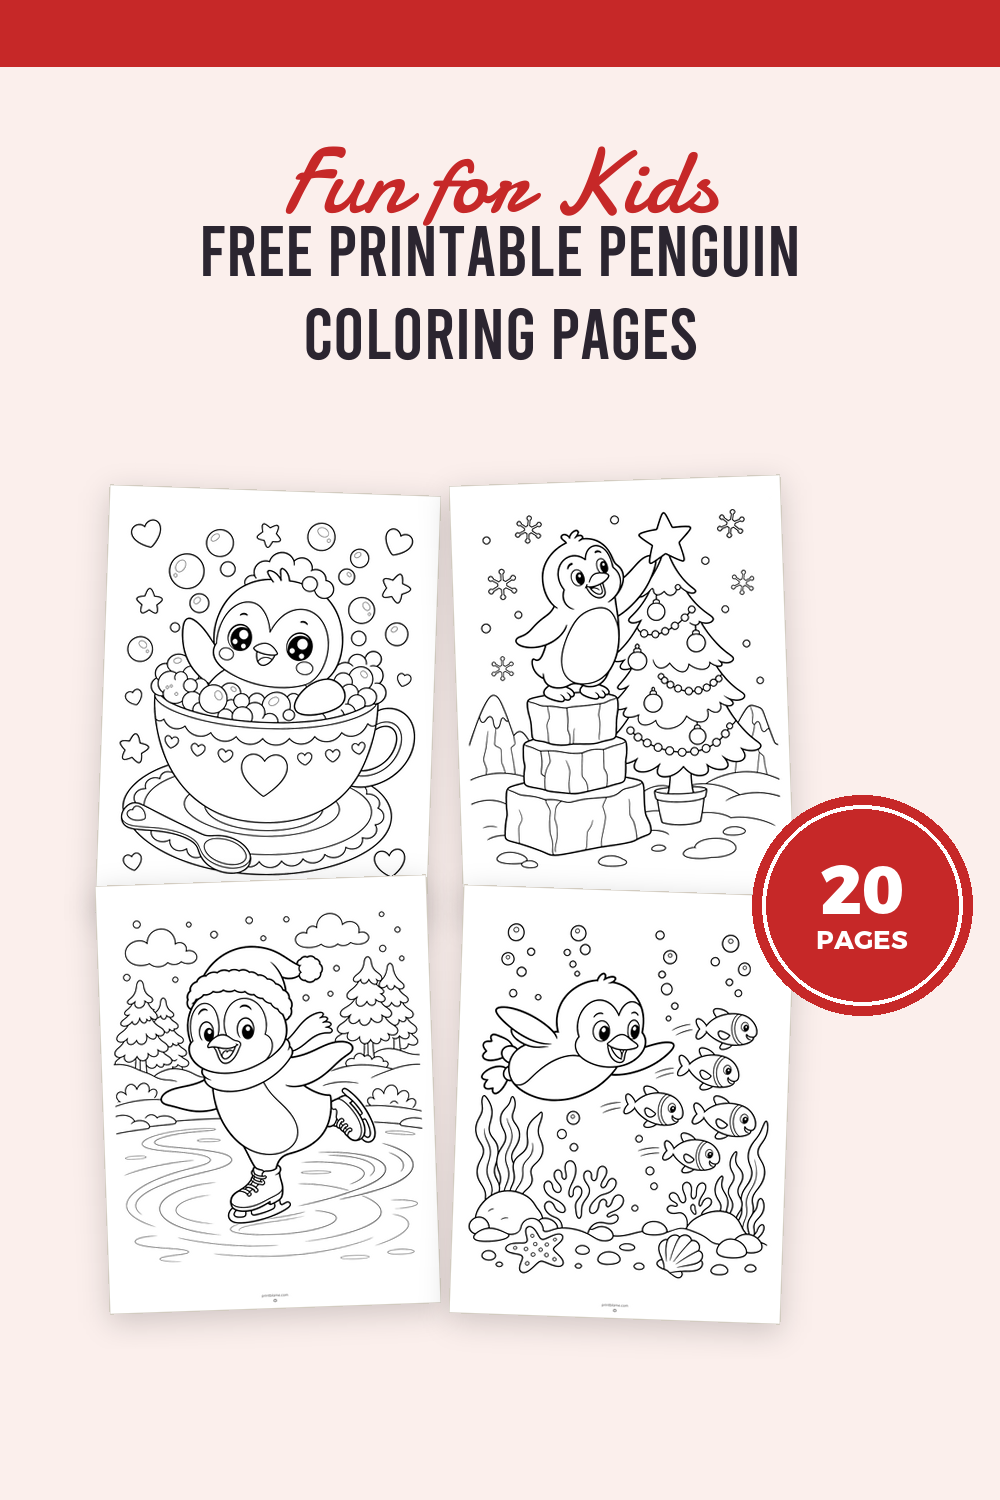 Fun for Kids
FREE PRINTABLE PENGUIN
COLORING PAGES
20
PAGES